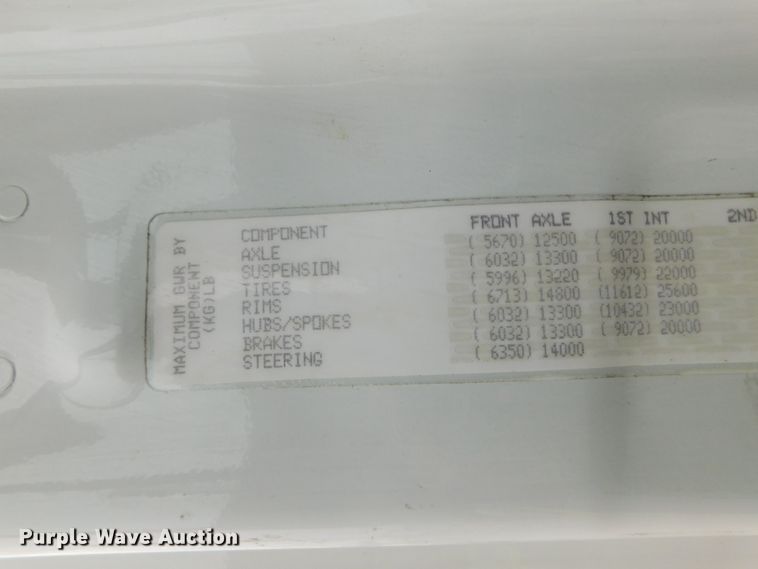 MAXIMUM GWR BY
COMPONENT
(KG)LB
COMPONENT FRONT AXLE 1ST INT 2ND
AXLE ( 5670) 12500 ( 9072) 20000
SUSPENSION ( 6032) 13300 ( 9072) 20000
TIRES ( 5996) 13220 ( 9979) 22000
RIMS ( 6713) 14800 (11612) 25600
HUBS/SPOKES ( 6032) 13300 (10432) 23000
BRAKES ( 6032) 13300 ( 9072) 20000
STEERING ( 6350) 14000
Purple Wave Auction